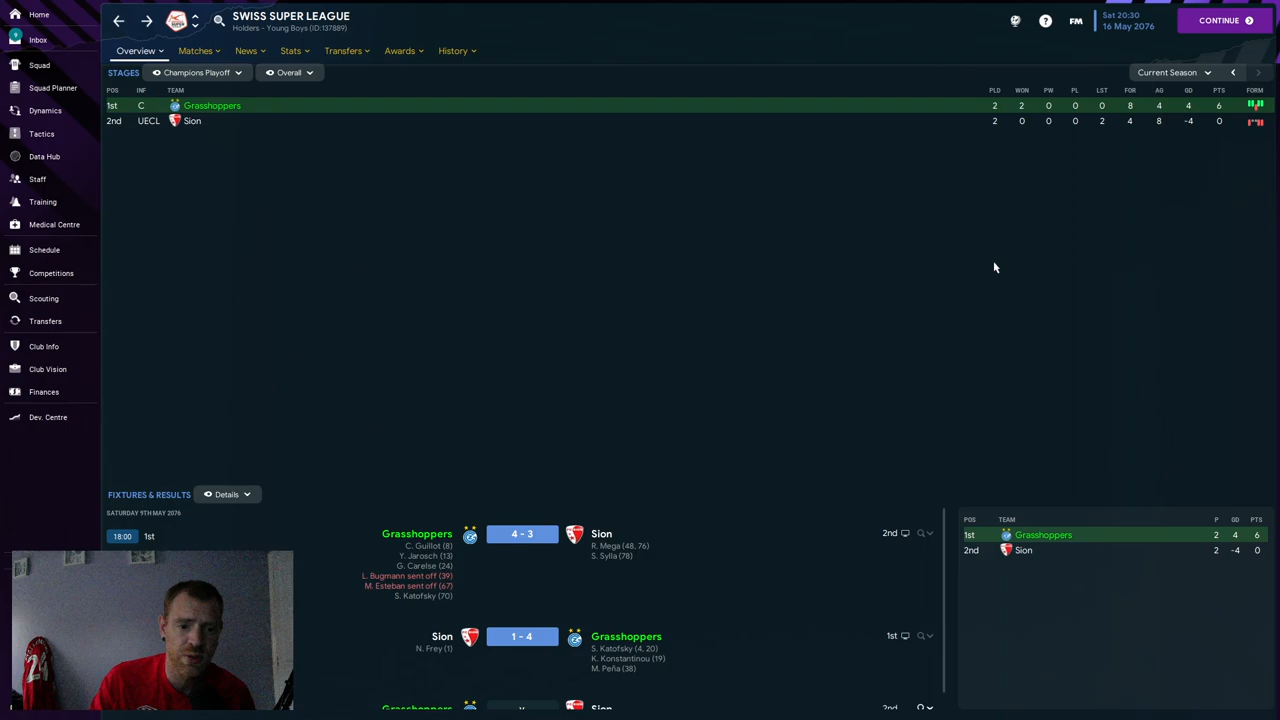 Home
Inbox
Squad
Squad Planner
Dynamics
Tactics
Data Hub
Staff
Training
Medical Centre
Schedule
Competitions
Scouting
Transfers
Club Info
Club Vision
Finances
Dev. Centre
SWISS SUPER LEAGUE
Holders - Young Boys (ID:137889)
FM
Sat 20:30
16 May 2076
CONTINUE
Overview Matches News Stats Transfers Awards History
STAGES Champions Playoff Overall Current Season
POS INF TEAM PLD WON PW PL LST FOR AG GD PTS FORM
1st C Grasshoppers 2 2 0 0 0 8 4 4 6
2nd UECL Sion 2 0 0 0 2 4 8 -4 0
FIXTURES & RESULTS Details
SATURDAY 9TH MAY 2076
18:00 1st Grasshoppers 4 - 3 Sion 2nd
C. Guillot (8)
Y. Jarosch (13)
G. Carelse (24)
L. Bugmann sent off (39)
M. Esteban sent off (67)
S. Katofsky (70)
R. Mega (48, 76)
S. Sylla (78)
Sion 1 - 4 Grasshoppers 1st
N. Frey (1)
S. Katofsky (4, 20)
K. Konstantinou (19)
M. Peña (38)
Grasshoppers v Sion 2nd
POS TEAM P GD PTS
1st Grasshoppers 2 4 6
2nd Sion 2 -4 0